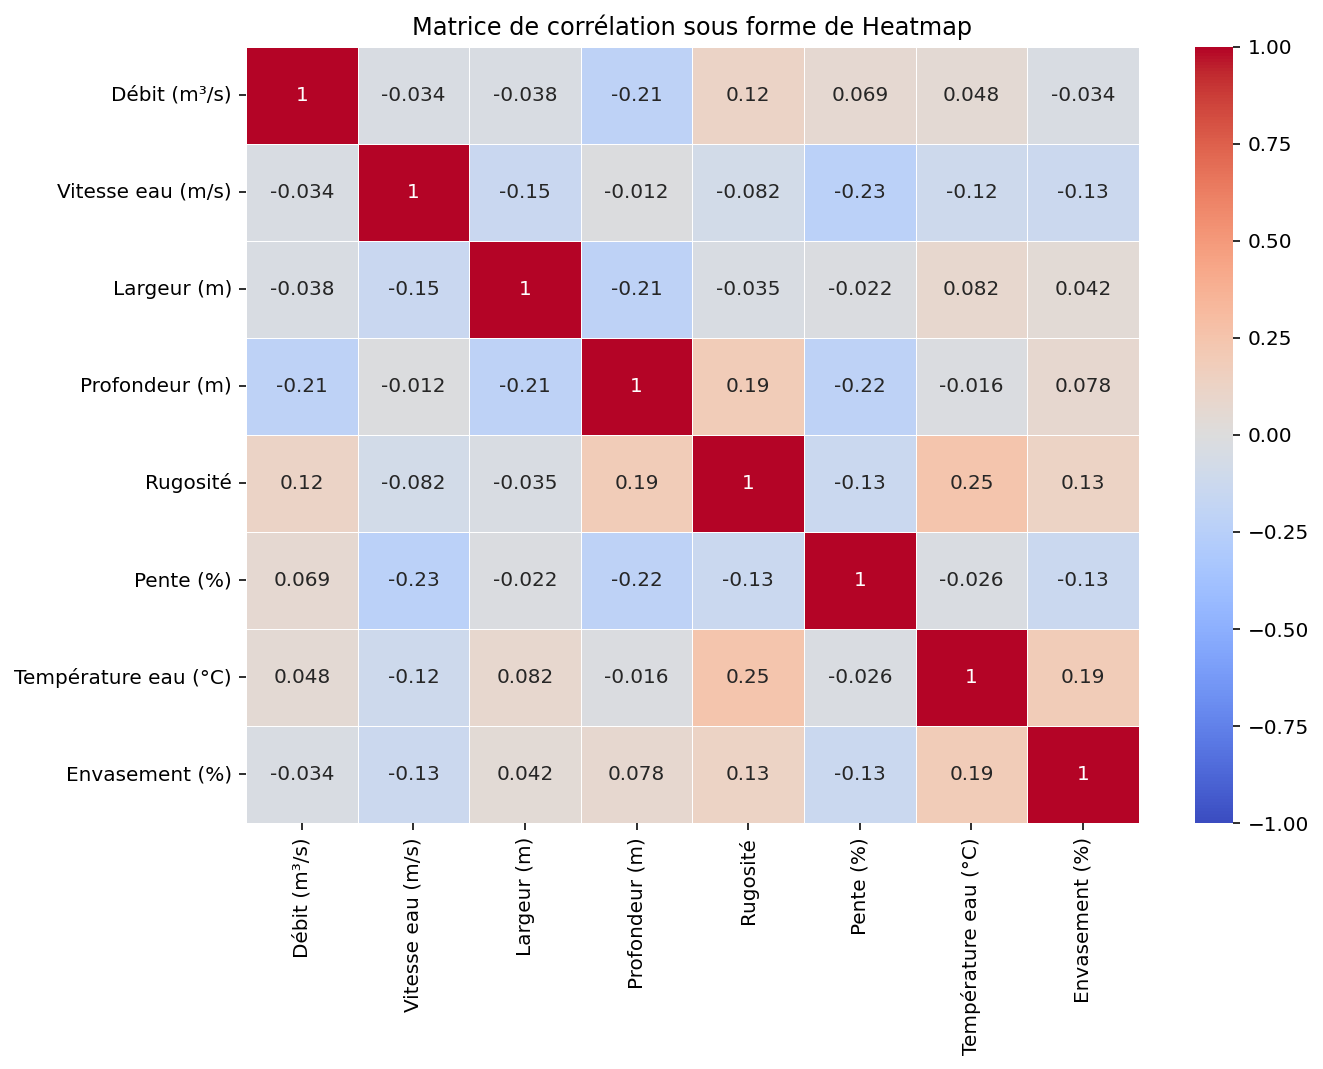 Matrice de corrélation sous forme de Heatmap
Débit (m³/s) 1 -0.034 -0.038 -0.21 0.12 0.069 0.048 -0.034
Vitesse eau (m/s) -0.034 1 -0.15 -0.012 -0.082 -0.23 -0.12 -0.13
Largeur (m) -0.038 -0.15 1 -0.21 -0.035 -0.022 0.082 0.042
Profondeur (m) -0.21 -0.012 -0.21 1 0.19 -0.22 -0.016 0.078
Rugosité 0.12 -0.082 -0.035 0.19 1 -0.13 0.25 0.13
Pente (%) 0.069 -0.23 -0.022 -0.22 -0.13 1 -0.026 -0.13
Température eau (°C) 0.048 -0.12 0.082 -0.016 0.25 -0.026 1 0.19
Envasement (%) -0.034 -0.13 0.042 0.078 0.13 -0.13 0.19 1
Débit (m³/s)
Vitesse eau (m/s)
Largeur (m)
Profondeur (m)
Rugosité
Pente (%)
Température eau (°C)
Envasement (%)
1.00
0.75
0.50
0.25
0.00
−0.25
−0.50
−0.75
−1.00